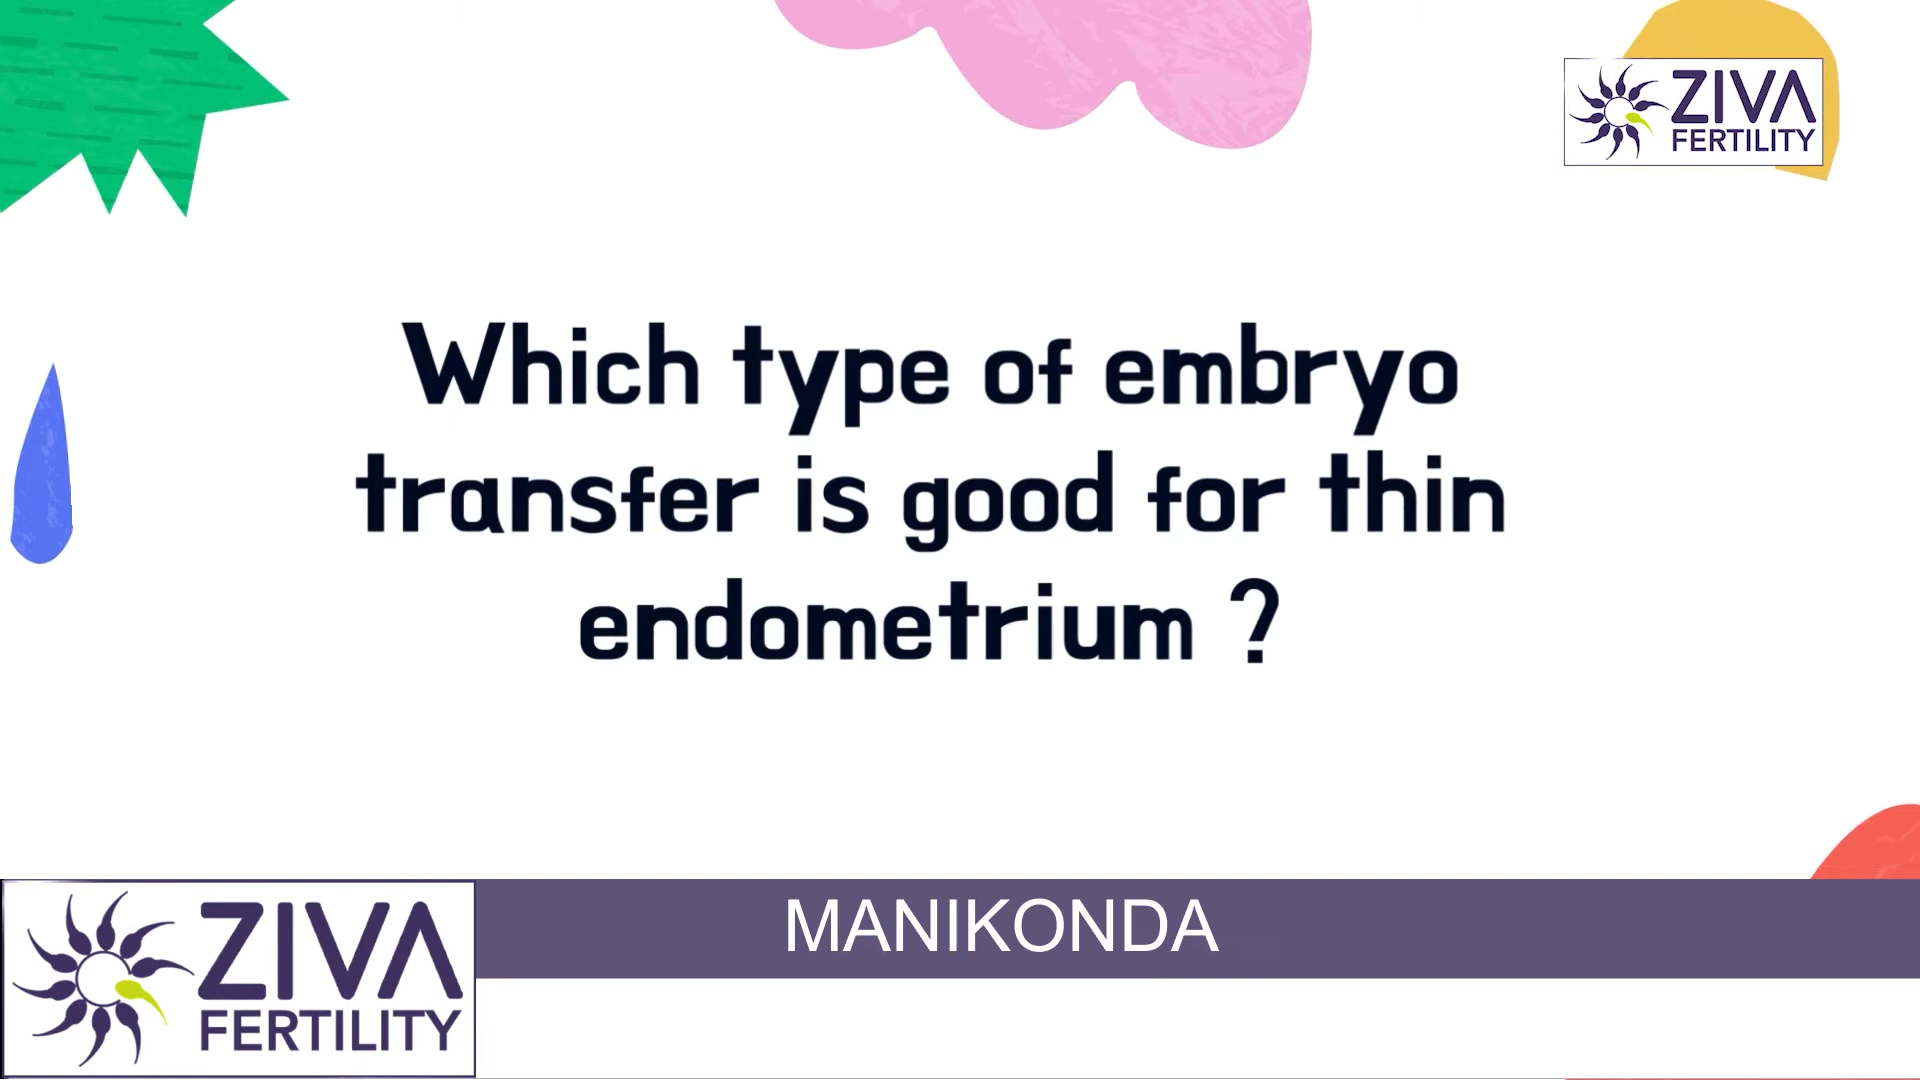 ZIVA
FERTILITY
Which type of embryo
transfer is good for thin
endometrium ?
MANIKONDA
ZIVA
FERTILITY